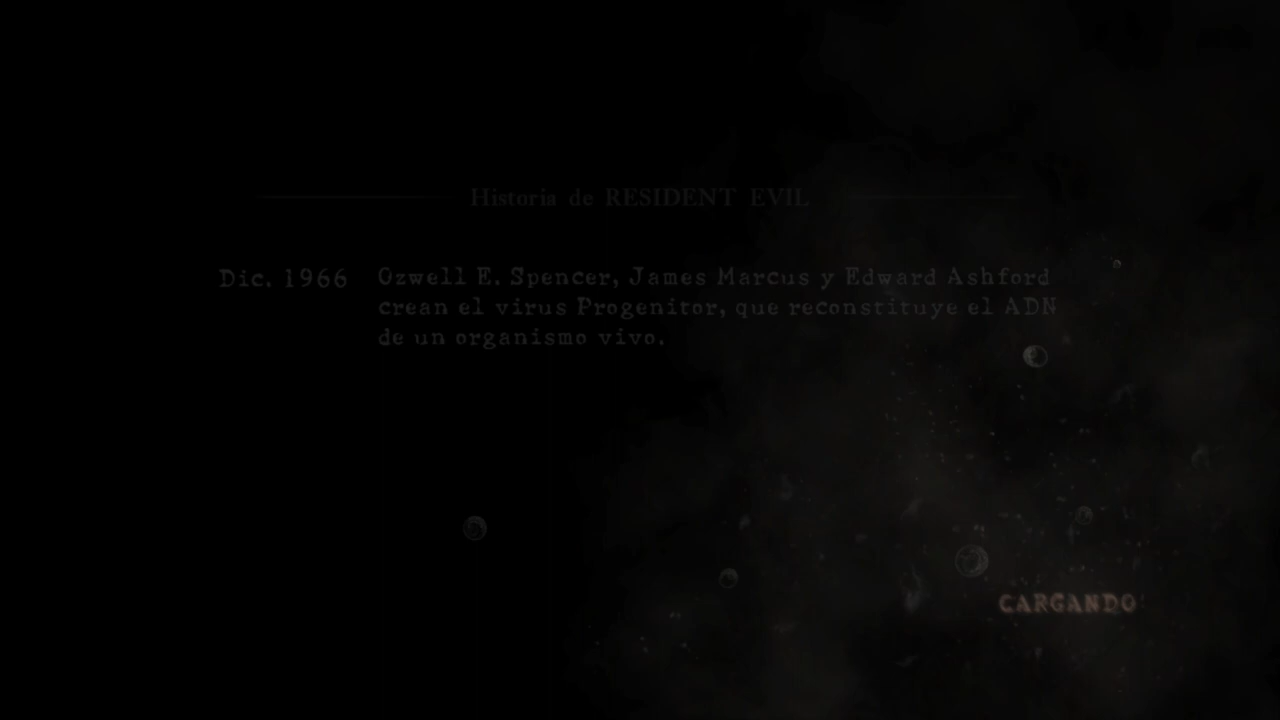 Historia de RESIDENT EVIL
Dic. 1966 Ozwell E. Spencer, James Marcus y Edward Ashford
crean el virus Progenitor, que reconstituye el ADN
de un organismo vivo.
CARGANDO